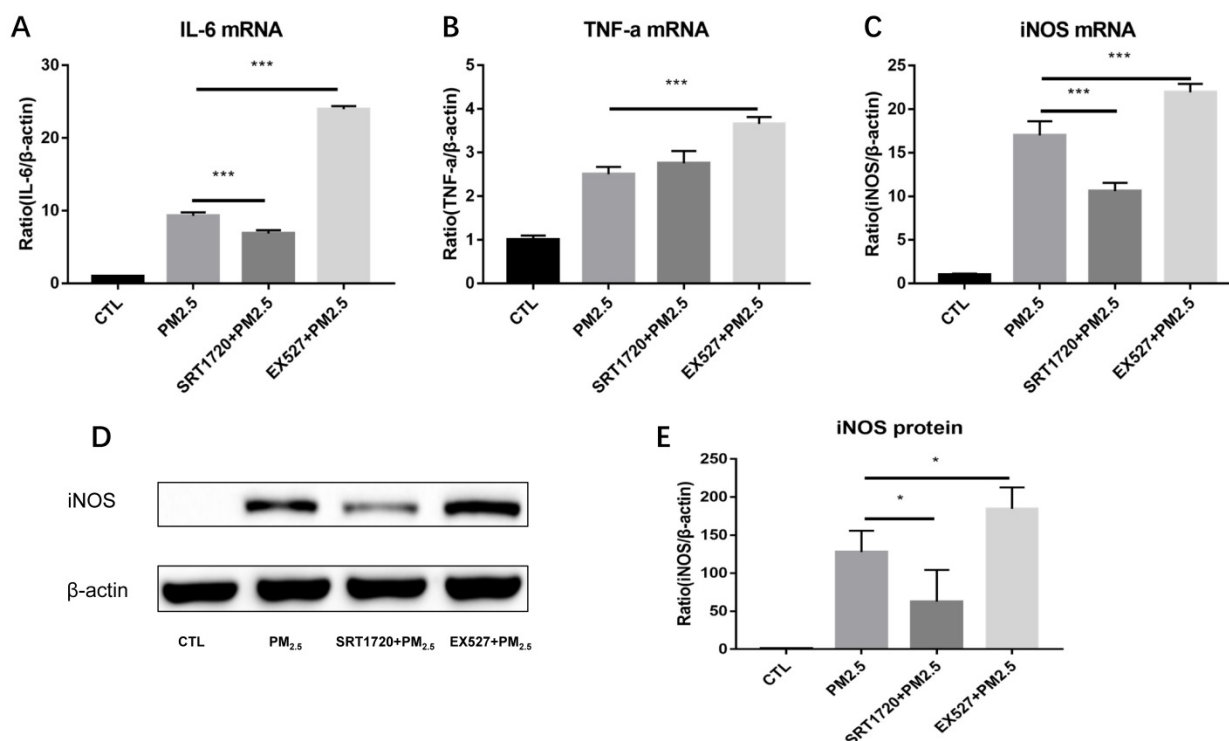 A
IL-6 mRNA
Ratio(IL-6/β-actin)
30
20
10
0
***
***
CTL
PM2.5
SRT1720+PM2.5
EX527+PM2.5
B
TNF-a mRNA
Ratio(TNF-a/β-actin)
5
4
3
2
1
0
***
CTL
PM2.5
SRT1720+PM2.5
EX527+PM2.5
C
iNOS mRNA
Ratio(iNOS/β-actin)
25
20
15
10
5
0
***
***
CTL
PM2.5
SRT1720+PM2.5
EX527+PM2.5
D
iNOS
β-actin
CTL PM2.5 SRT1720+PM2.5 EX527+PM2.5
E
iNOS protein
Ratio(iNOS/β-actin)
250
200
150
100
50
0
*
*
CTL
PM2.5
SRT1720+PM2.5
EX527+PM2.5